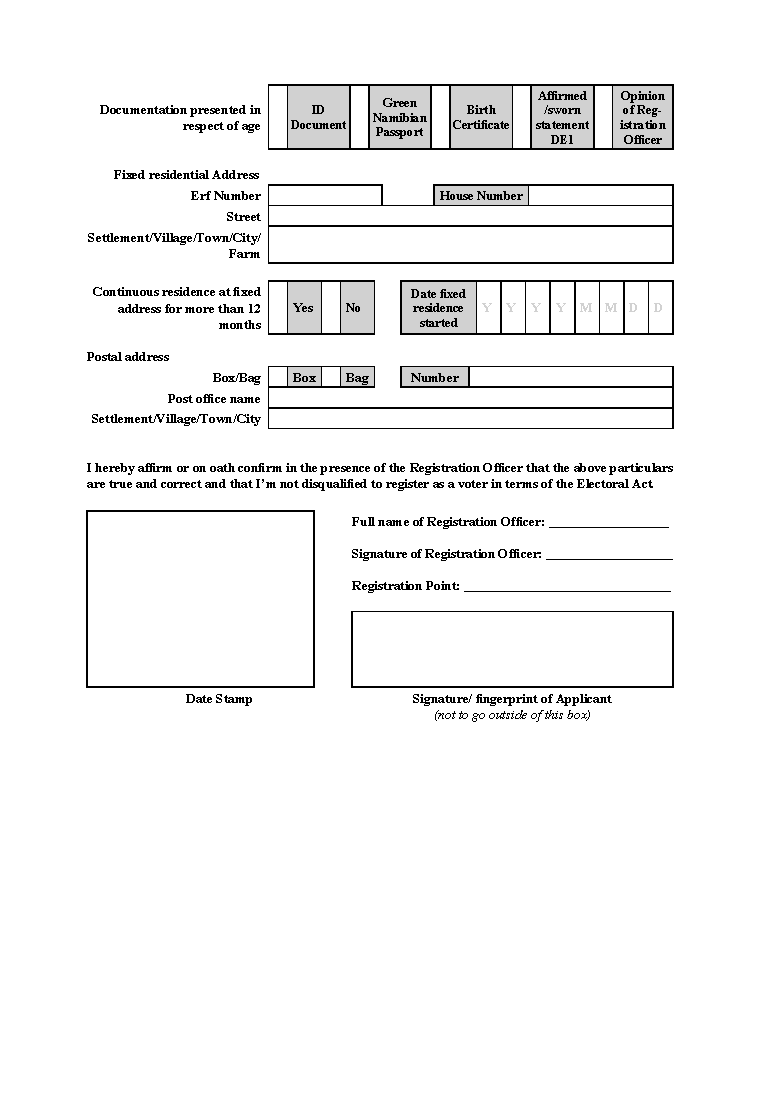 Documentation presented in
respect of age
ID
Document
Green
Namibian
Passport
Birth
Certificate
Affirmed
/sworn
statement
DE1
Opinion
of Reg-
istration
Officer
Fixed residential Address
Erf Number
House Number
Street
Settlement/Village/Town/City/
Farm
Continuous residence at fixed
address for more than 12
months
Yes
No
Date fixed
residence
started
Y Y Y Y M M D D
Postal address
Box/Bag
Box
Bag
Number
Post office name
Settlement/Village/Town/City
I hereby affirm or on oath confirm in the presence of the Registration Officer that the above particulars
are true and correct and that I'm not disqualified to register as a voter in terms of the Electoral Act
Full name of Registration Officer: ___________________
Signature of Registration Officer: ____________________
Registration Point: _________________________________
Date Stamp
Signature/ fingerprint of Applicant
(not to go outside of this box)